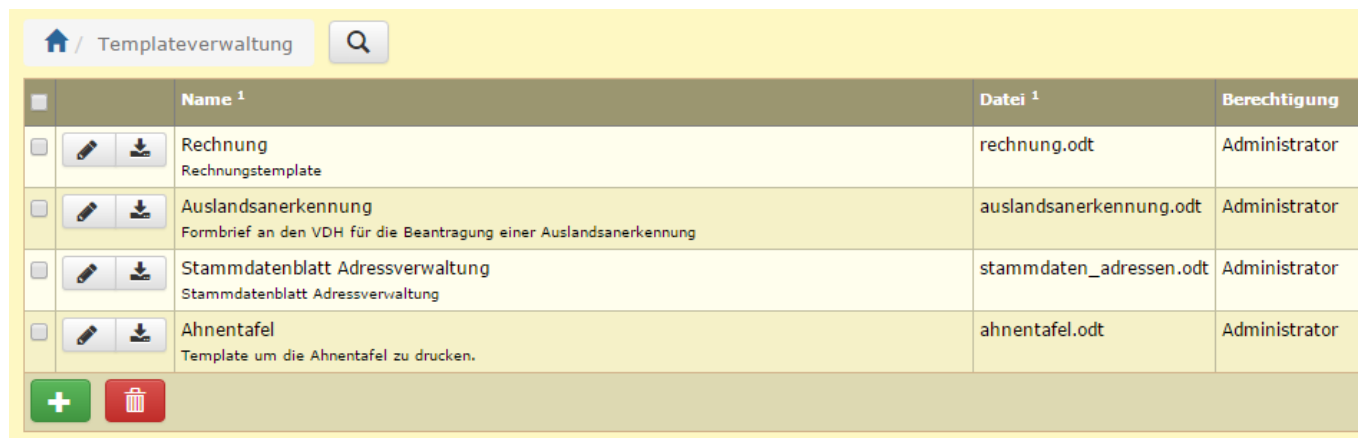 / Templateverwaltung
Name ¹ Datei ¹ Berechtigung
Rechnung rechnung.odt Administrator
Rechnungstemplate
Auslandsanerkennung auslandsanerkennung.odt Administrator
Formbrief an den VDH für die Beantragung einer Auslandsanerkennung
Stammdatenblatt Adressverwaltung stammdaten_adressen.odt Administrator
Stammdatenblatt Adressverwaltung
Ahnentafel ahnentafel.odt Administrator
Template um die Ahnentafel zu drucken.